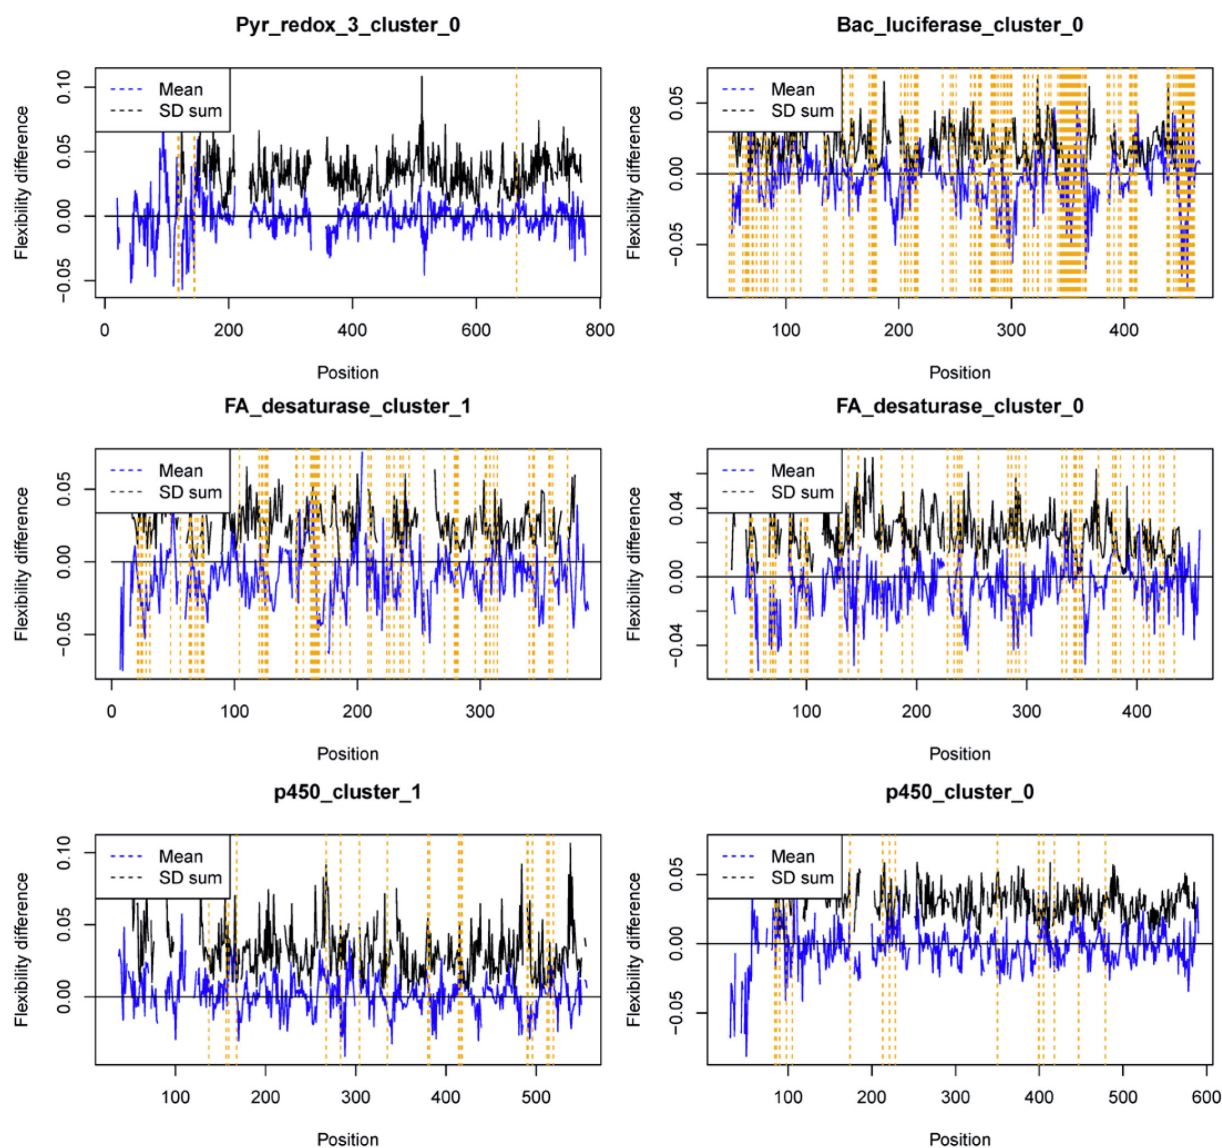 Pyr_redox_3_cluster_0
Mean
SD sum
Flexibility difference
0.10
0.05
0.00
−0.05
0 200 400 600 800
Position
Bac_luciferase_cluster_0
Mean
SD sum
Flexibility difference
0.05
0.00
−0.05
100 200 300 400
Position
FA_desaturase_cluster_1
Mean
SD sum
Flexibility difference
0.05
0.00
−0.05
0 100 200 300
Position
FA_desaturase_cluster_0
Mean
SD sum
Flexibility difference
0.04
0.00
−0.04
100 200 300 400
Position
p450_cluster_1
Mean
SD sum
Flexibility difference
0.10
0.05
0.00
100 200 300 400 500
Position
p450_cluster_0
Mean
SD sum
Flexibility difference
0.05
0.00
−0.05
100 200 300 400 500 600
Position